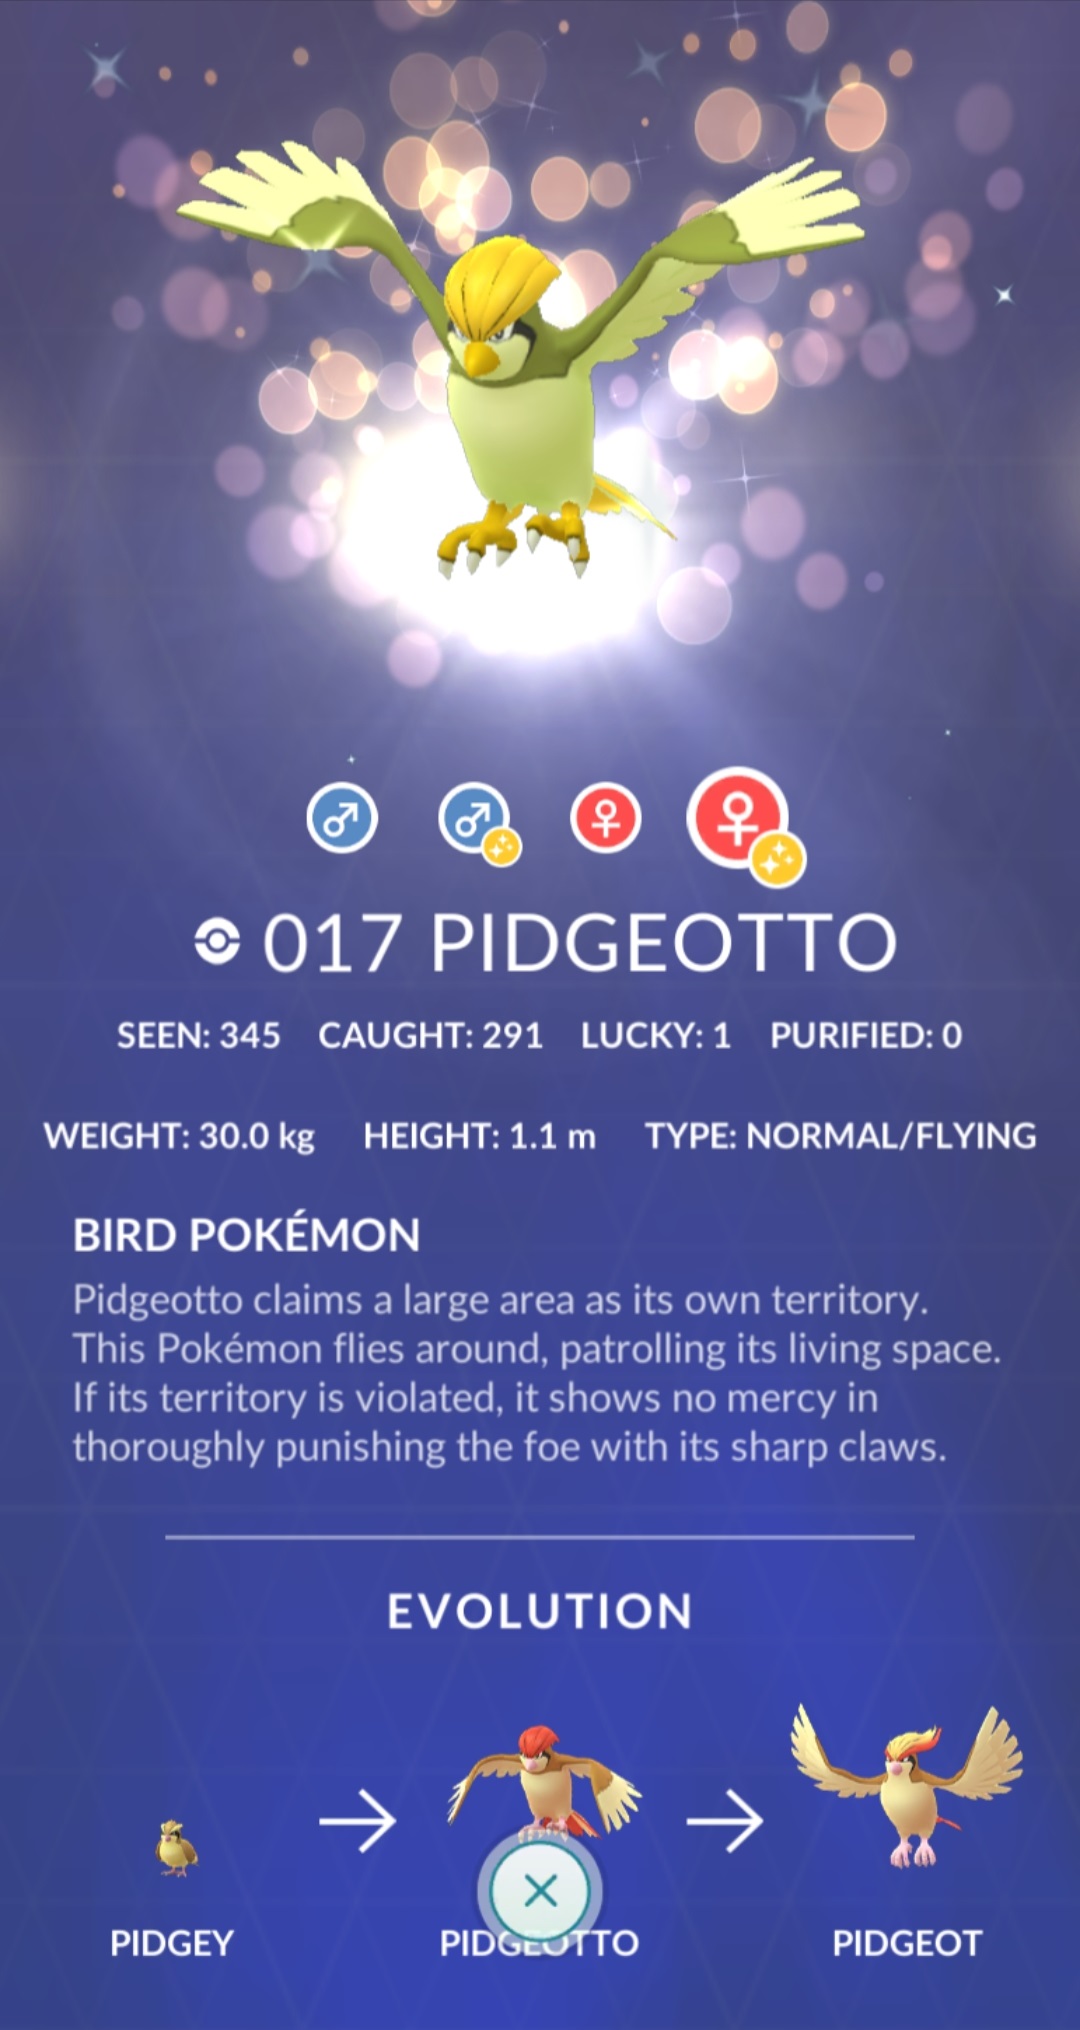 017 PIDGEOTTO
SEEN: 345 CAUGHT: 291 LUCKY: 1 PURIFIED: 0
WEIGHT: 30.0 kg HEIGHT: 1.1 m TYPE: NORMAL/FLYING
BIRD POKÉMON
Pidgeotto claims a large area as its own territory.
This Pokémon flies around, patrolling its living space.
If its territory is violated, it shows no mercy in
thoroughly punishing the foe with its sharp claws.
EVOLUTION
PIDGEY PIDGEOTTO PIDGEOT